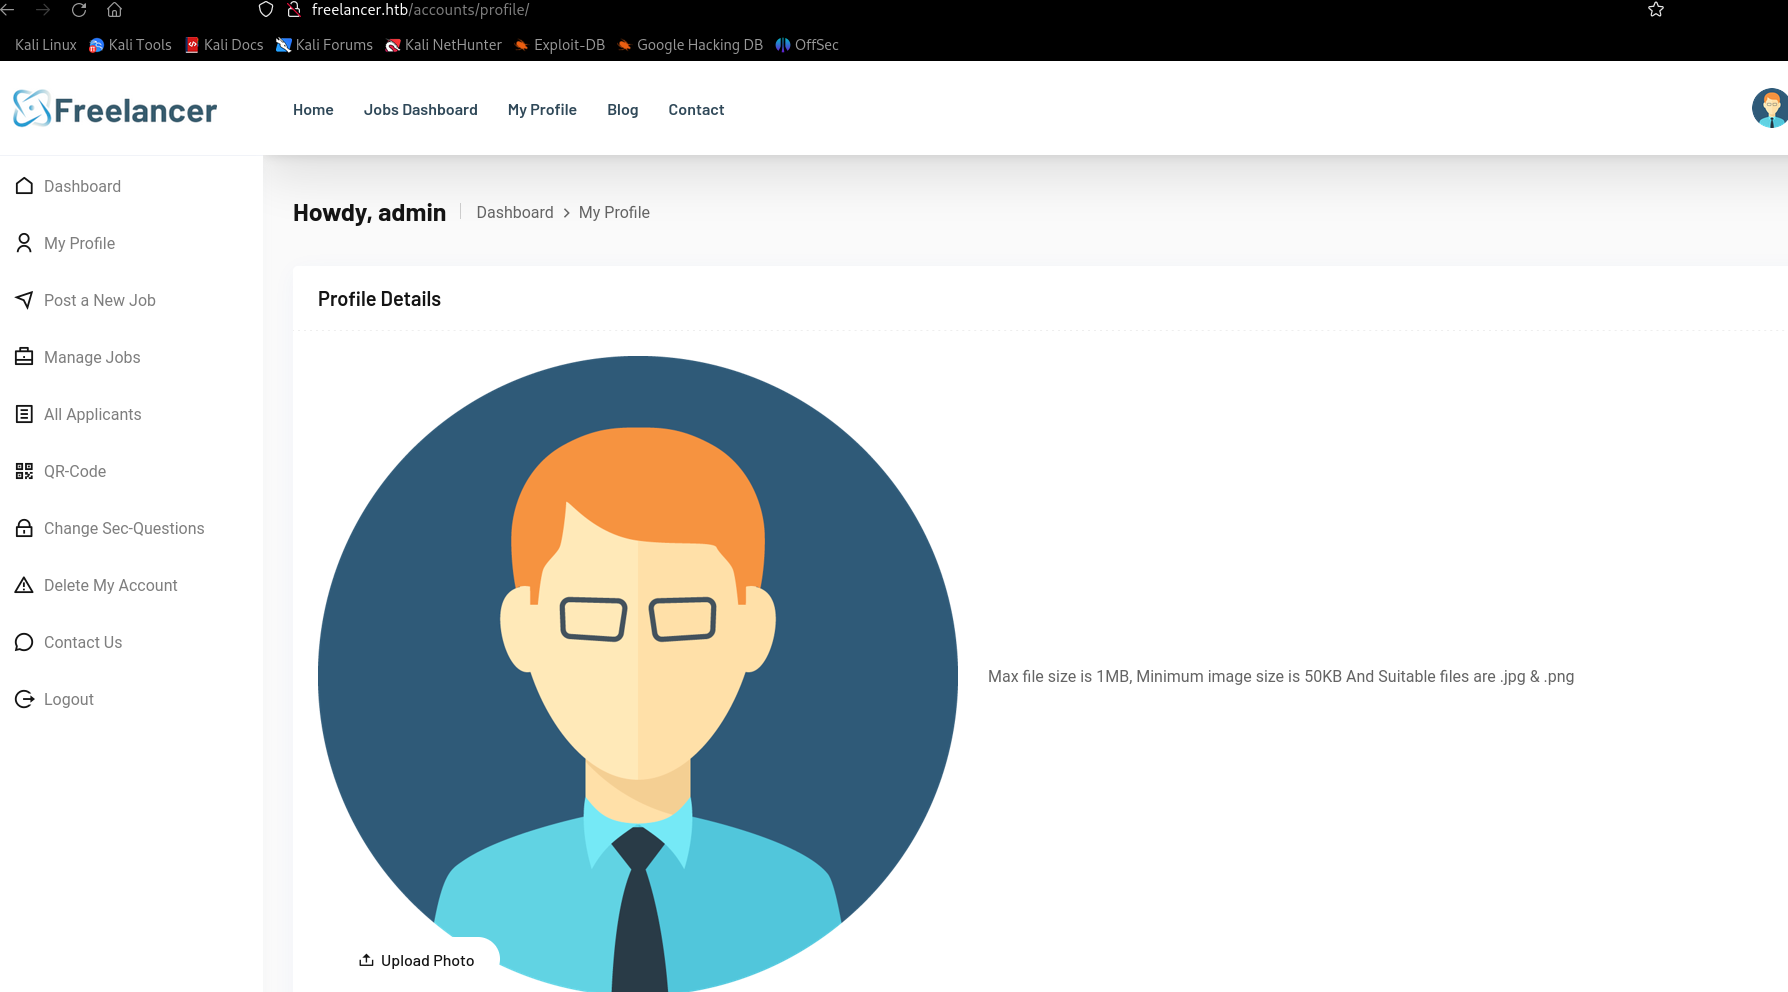 freelancer.htb/accounts/profile/
Kali Linux Kali Tools Kali Docs Kali Forums Kali NetHunter Exploit-DB Google Hacking DB OffSec
Freelancer Home Jobs Dashboard My Profile Blog Contact
Dashboard
My Profile
Post a New Job
Manage Jobs
All Applicants
QR-Code
Change Sec-Questions
Delete My Account
Contact Us
Logout
Howdy, admin Dashboard > My Profile
Profile Details
Max file size is 1MB, Minimum image size is 50KB And Suitable files are .jpg & .png
Upload Photo